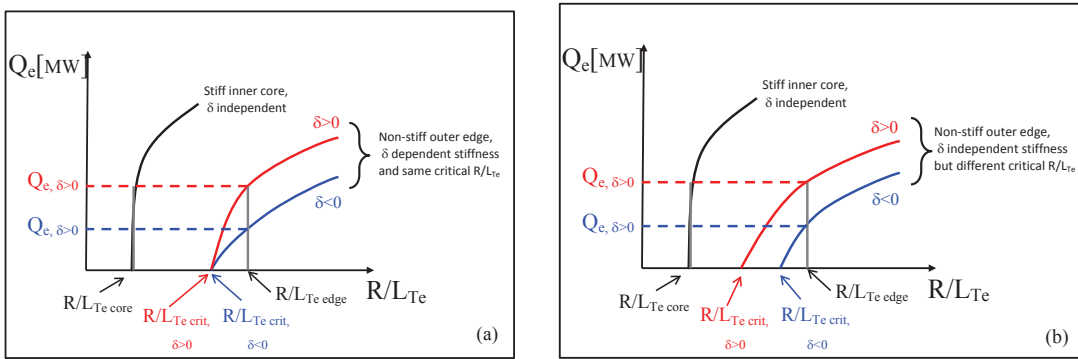 Qe[MW]
Stiff inner core,
δ independent
δ>0
Non-stiff outer edge,
δ dependent stiffness
and same critical R/LTe
δ<0
Qe, δ>0
Qe, δ>0
R/LTe core
R/LTe edge
R/LTe
R/LTe crit,
δ>0
R/LTe crit,
δ<0
(a)
Qe[MW]
Stiff inner core,
δ independent
δ>0
Non-stiff outer edge,
δ independent stiffness
but different critical R/LTe
δ<0
Qe, δ>0
Qe, δ>0
R/LTe core
R/LTe edge
R/LTe
R/LTe crit,
δ>0
R/LTe crit,
δ<0
(b)